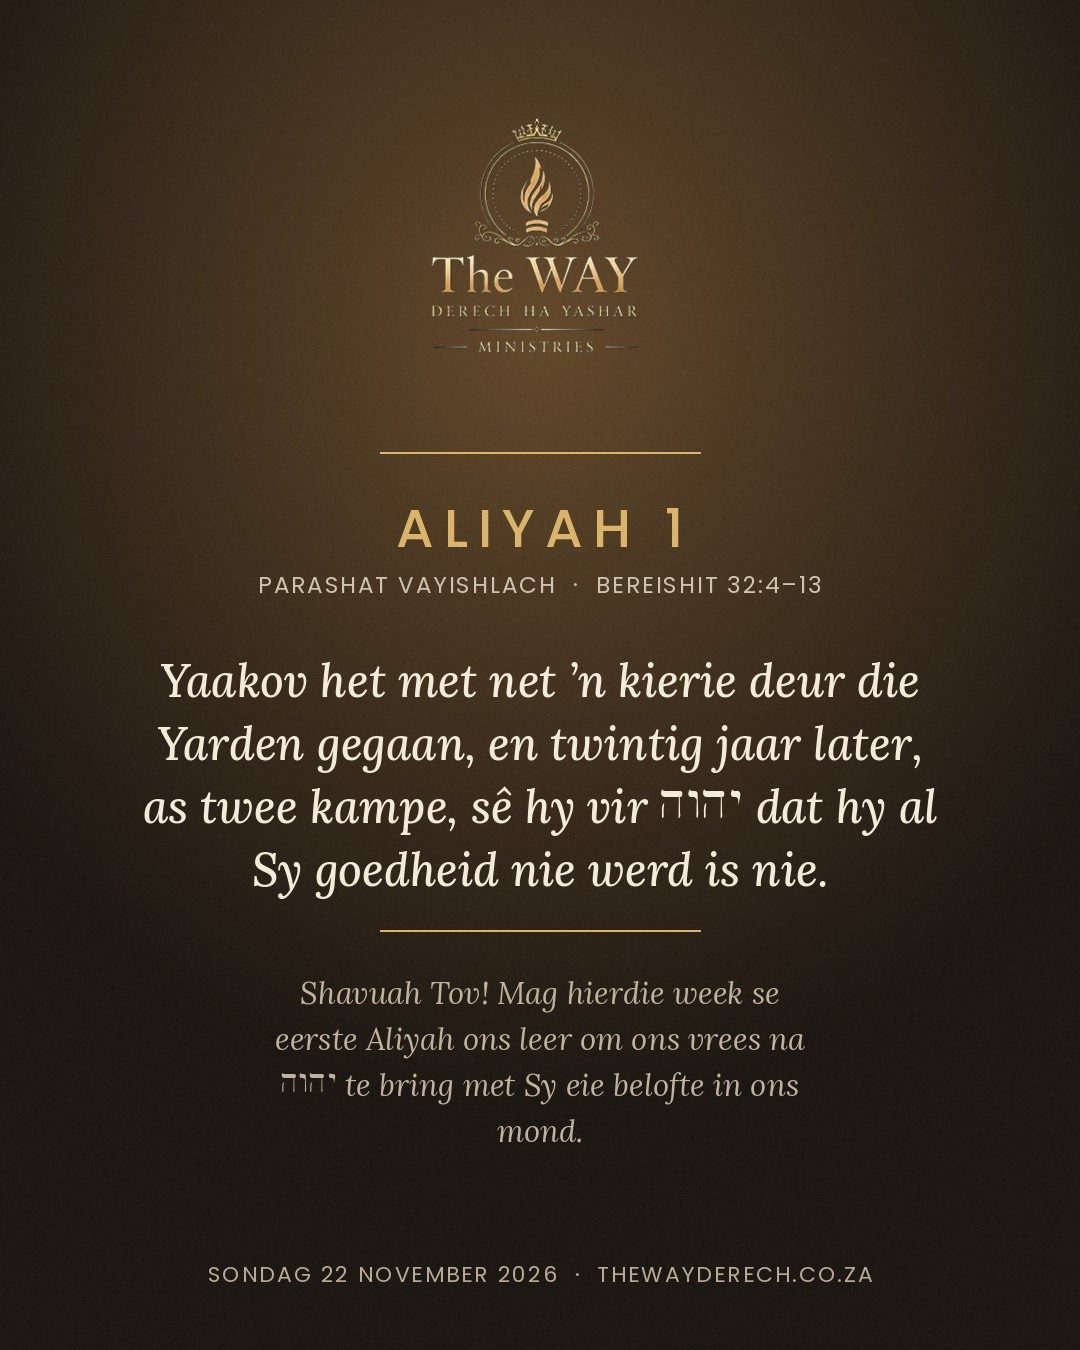 The WAY
DERECH HA YASHAR
MINISTRIES
ALIYAH 1
PARASHAT VAYISHLACH · BEREISHIT 32:4–13
Yaakov het met net ’n kierie deur die
Yarden gegaan, en twintig jaar later,
as twee kampe, sê hy vir יהוה dat hy al
Sy goedheid nie werd is nie.
Shavuah Tov! Mag hierdie week se
eerste Aliyah ons leer om ons vrees na
יהוה te bring met Sy eie belofte in ons
mond.
SONDAG 22 NOVEMBER 2026 · THEWAYDERECH.CO.ZA